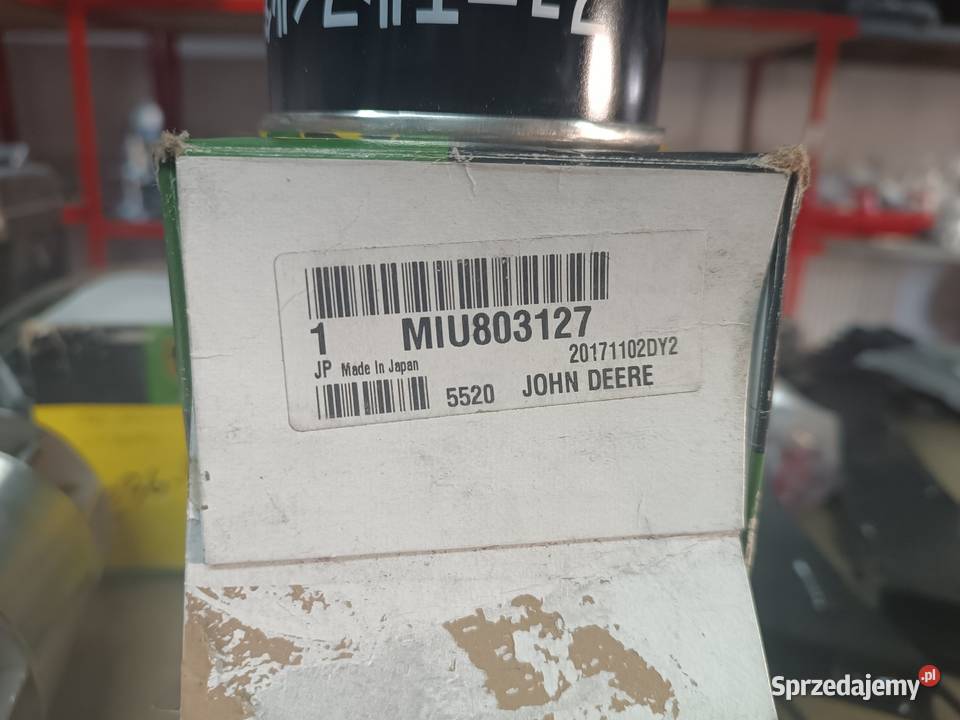 1 MIU803127
20171102DY2
JP Made In Japan
5520 JOHN DEERE
Sprzedajemy.pl